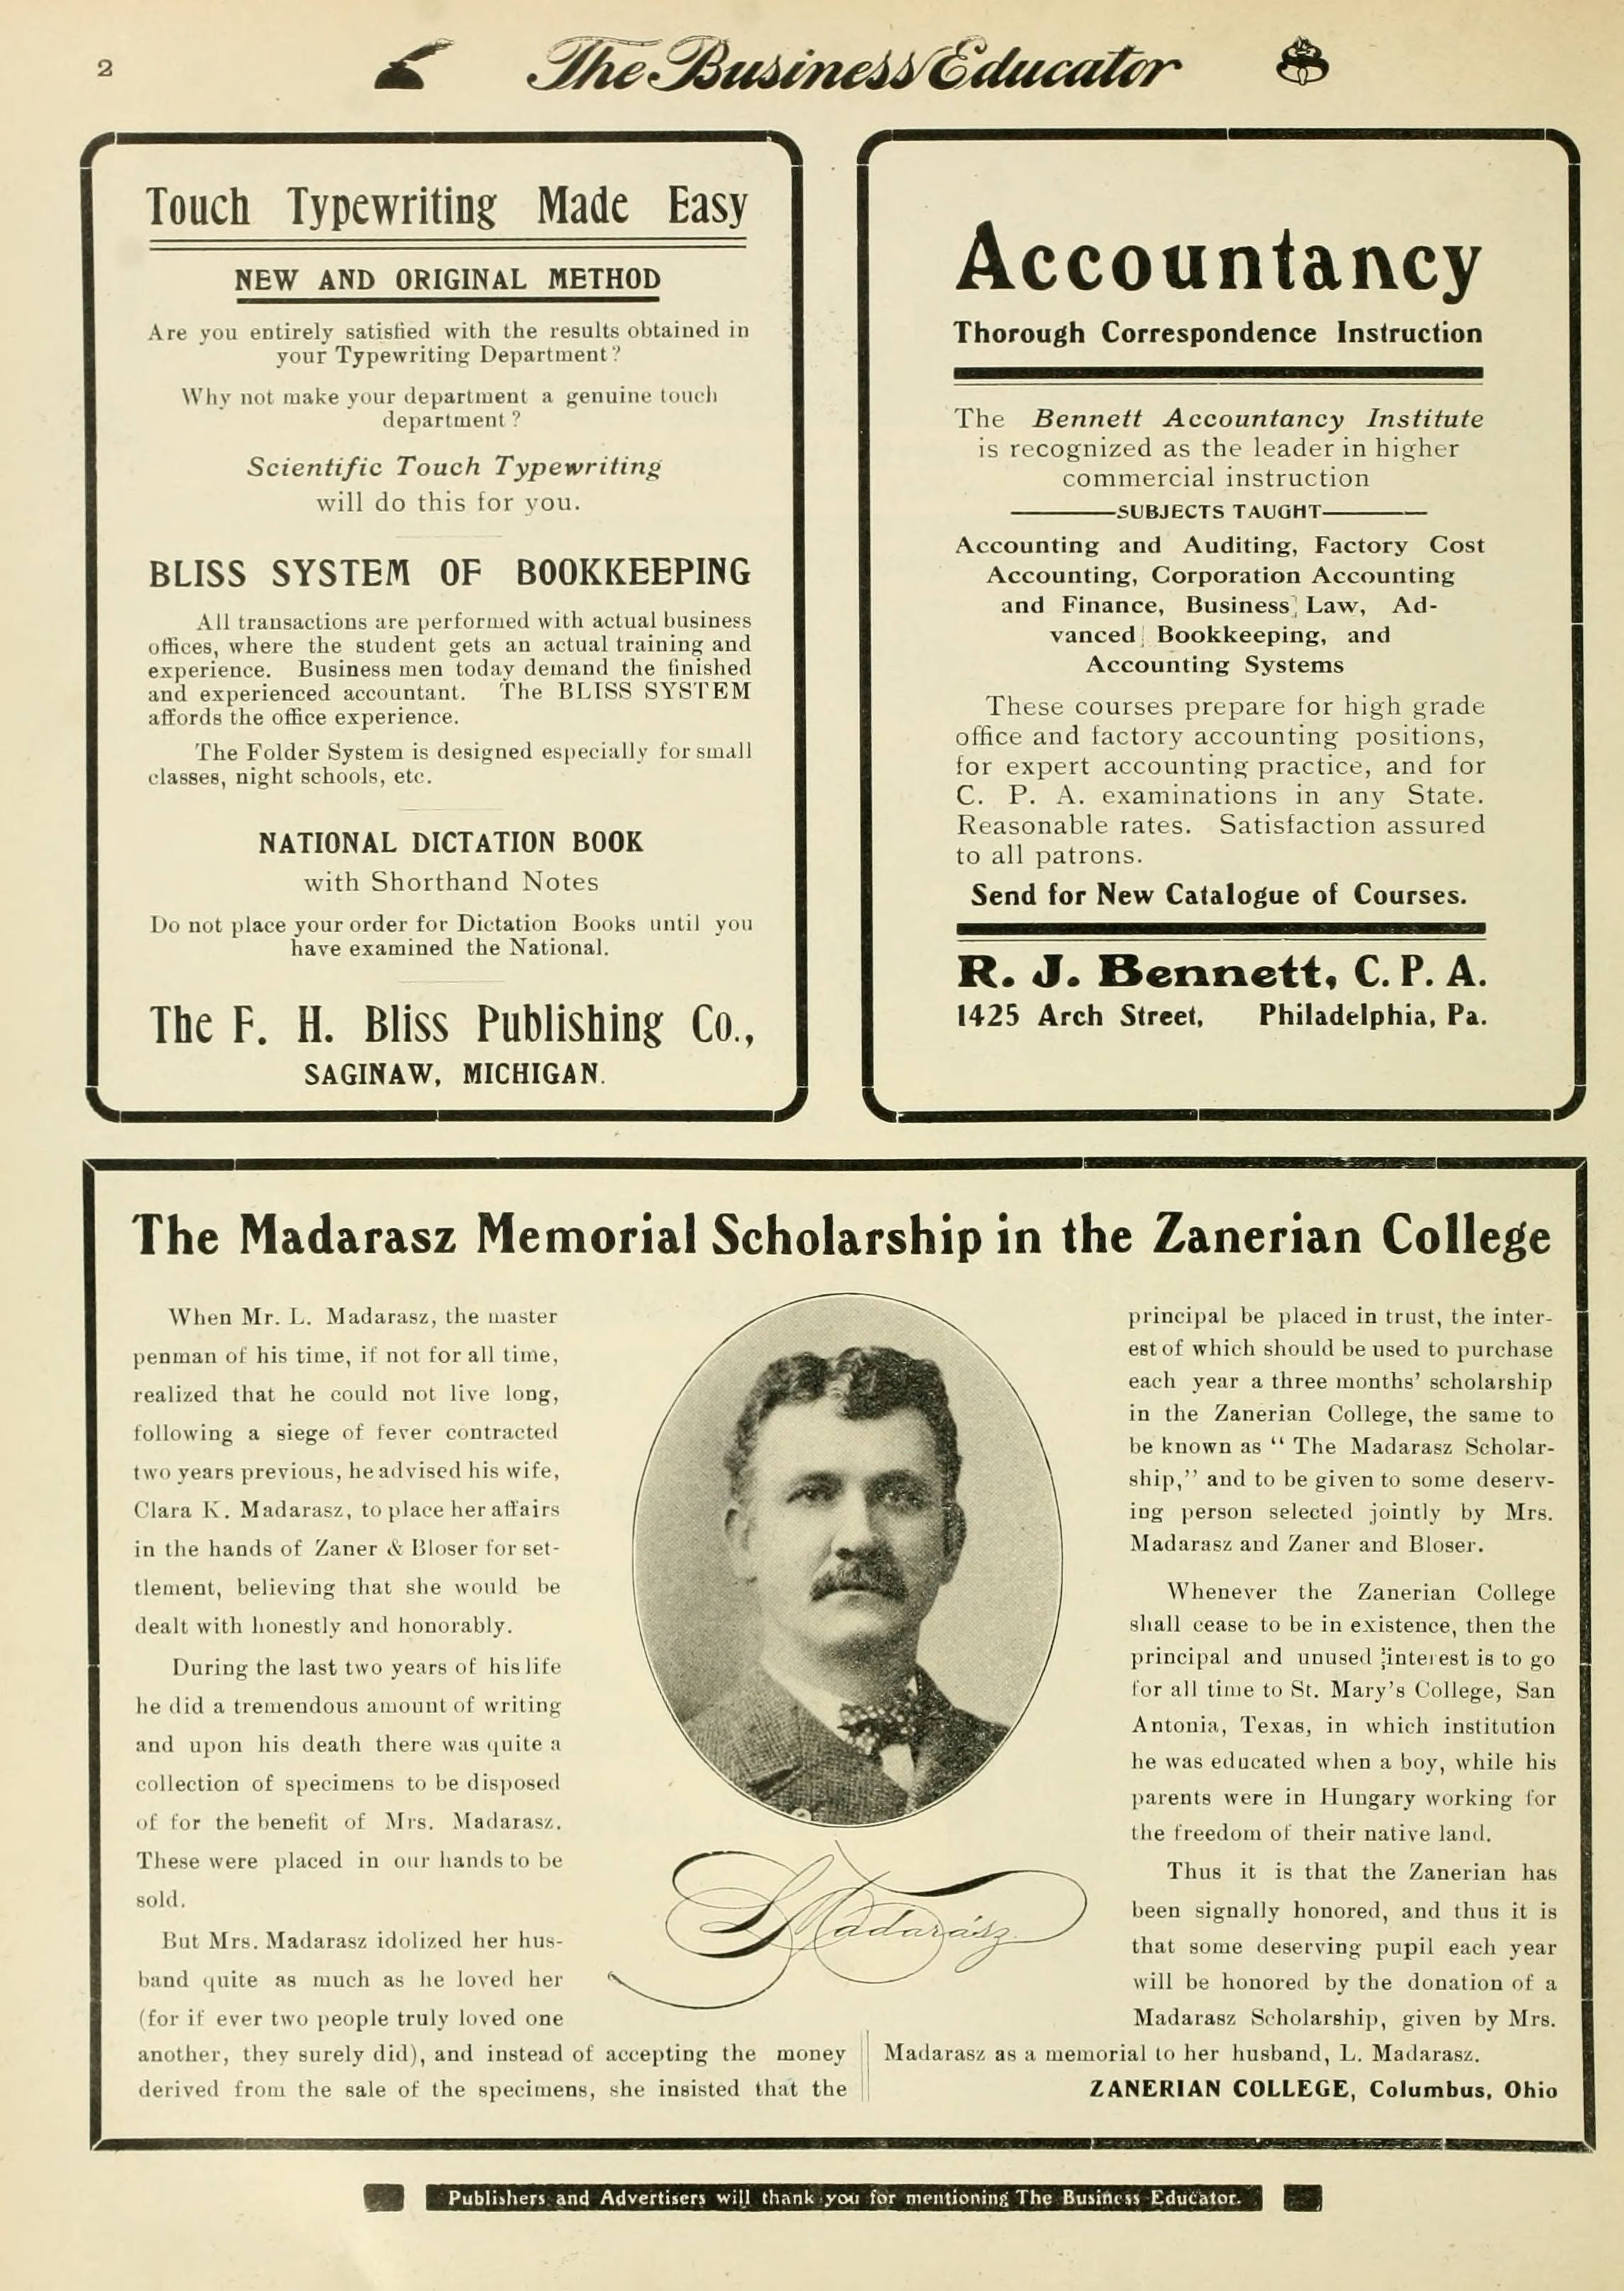 2
The Business Educator
Touch Typewriting Made Easy
NEW AND ORIGINAL METHOD
Are you entirely satisfied with the results obtained in
your Typewriting Department?
Why not make your department a genuine touch
department?
Scientific Touch Typewriting
will do this for you.
BLISS SYSTEM OF BOOKKEEPING
All transactions are performed with actual business
offices, where the student gets an actual training and
experience. Business men today demand the finished
and experienced accountant. The BLISS SYSTEM
affords the office experience.
The Folder System is designed especially for small
classes, night schools, etc.
NATIONAL DICTATION BOOK
with Shorthand Notes
Do not place your order for Dictation Books until you
have examined the National.
The F. H. Bliss Publishing Co.,
SAGINAW, MICHIGAN.
Accountancy
Thorough Correspondence Instruction
The Bennett Accountancy Institute
is recognized as the leader in higher
commercial instruction
SUBJECTS TAUGHT
Accounting and Auditing, Factory Cost
Accounting, Corporation Accounting
and Finance, Business Law, Ad-
vanced Bookkeeping, and
Accounting Systems
These courses prepare for high grade
office and factory accounting positions,
for expert accounting practice, and for
C. P. A. examinations in any State.
Reasonable rates. Satisfaction assured
to all patrons.
Send for New Catalogue of Courses.
R. J. Bennett, C. P. A.
1425 Arch Street, Philadelphia, Pa.
The Madarasz Memorial Scholarship in the Zanerian College
When Mr. L. Madarasz, the master
penman of his time, if not for all time,
realized that he could not live long,
following a siege of fever contracted
two years previous, he advised his wife,
Clara K. Madarasz, to place her affairs
in the hands of Zaner & Bloser for set-
tlement, believing that she would be
dealt with honestly and honorably.
During the last two years of his life
he did a tremendous amount of writing
and upon his death there was quite a
collection of specimens to be disposed
of for the benefit of Mrs. Madarasz.
These were placed in our hands to be
sold.
But Mrs. Madarasz idolized her hus-
band quite as much as he loved her
(for if ever two people truly loved one
another, they surely did), and instead of accepting the money
derived from the sale of the specimens, she insisted that the
L Madarász
principal be placed in trust, the inter-
est of which should be used to purchase
each year a three months' scholarship
in the Zanerian College, the same to
be known as "The Madarasz Scholar-
ship," and to be given to some deserv-
ing person selected jointly by Mrs.
Madarasz and Zaner and Bloser.
Whenever the Zanerian College
shall cease to be in existence, then the
principal and unused interest is to go
for all time to St. Mary's College, San
Antonia, Texas, in which institution
he was educated when a boy, while his
parents were in Hungary working for
the freedom of their native land.
Thus it is that the Zanerian has
been signally honored, and thus it is
that some deserving pupil each year
will be honored by the donation of a
Madarasz Scholarship, given by Mrs.
Madarasz as a memorial to her husband, L. Madarasz.
ZANERIAN COLLEGE, Columbus, Ohio
Publishers and Advertisers will thank you for mentioning The Business Educator.